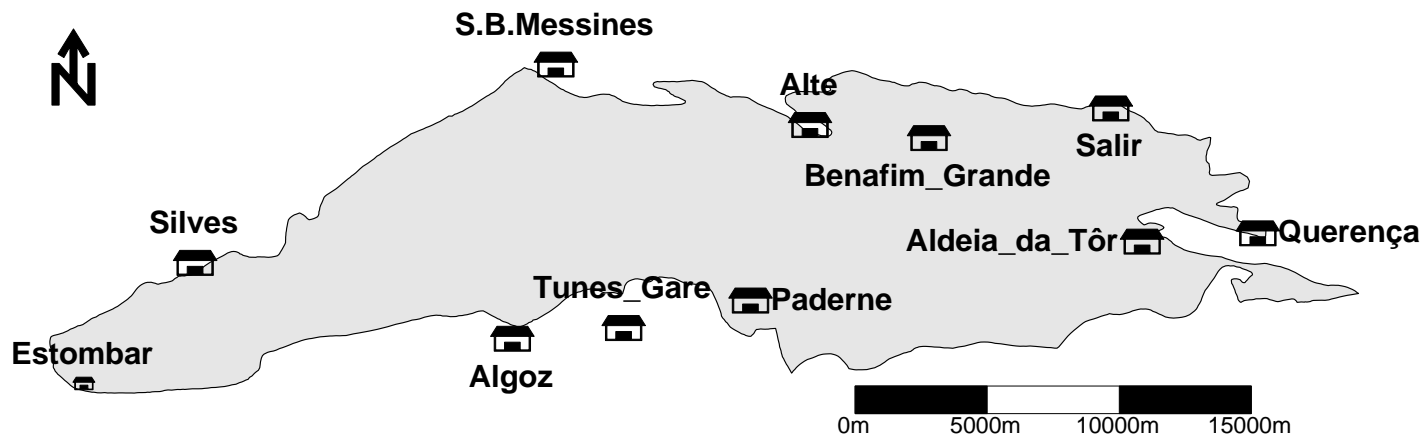 S.B.Messines
N
Alte
Salir
Benafim_Grande
Silves
Querença
Aldeia_da_Tôr
Tunes_Gare
Paderne
Estombar
Algoz
0m 5000m 10000m 15000m